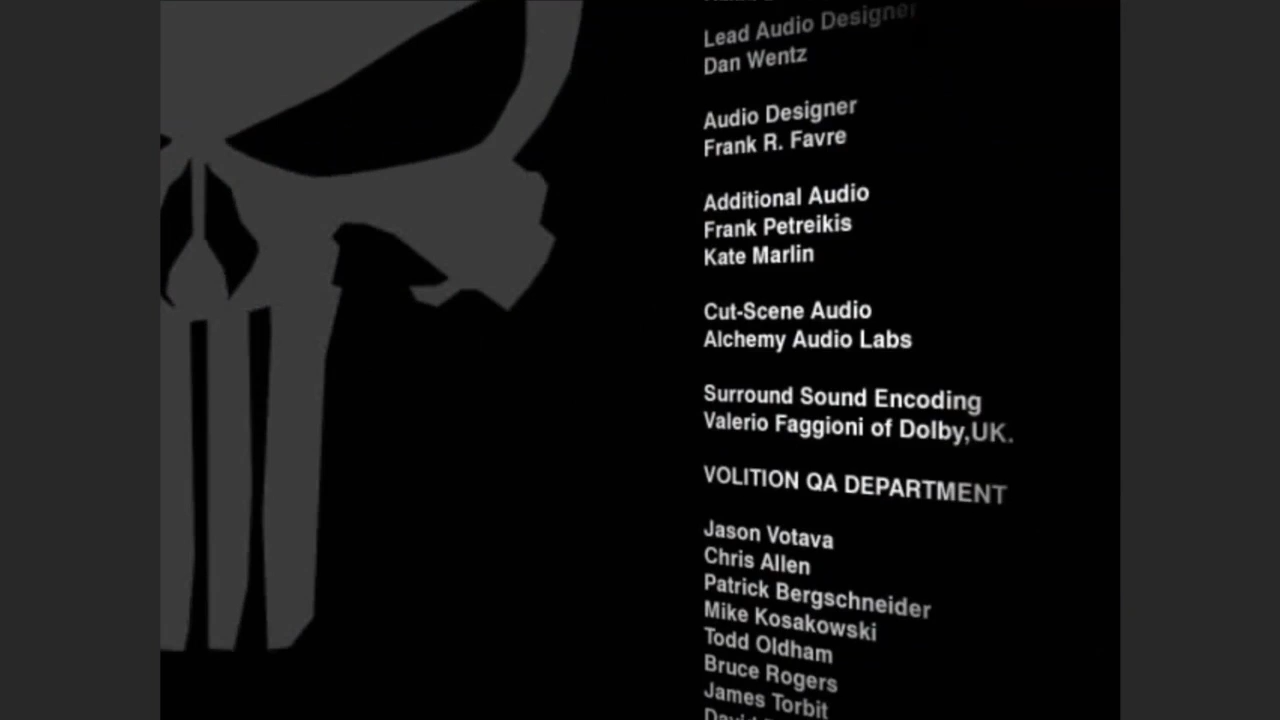 Lead Audio Designer
Dan Wentz
Audio Designer
Frank R. Favre
Additional Audio
Frank Petreikis
Kate Marlin
Cut-Scene Audio
Alchemy Audio Labs
Surround Sound Encoding
Valerio Faggioni of Dolby,UK.
VOLITION QA DEPARTMENT
Jason Votava
Chris Allen
Patrick Bergschneider
Mike Kosakowski
Todd Oldham
Bruce Rogers
James Torbit
David